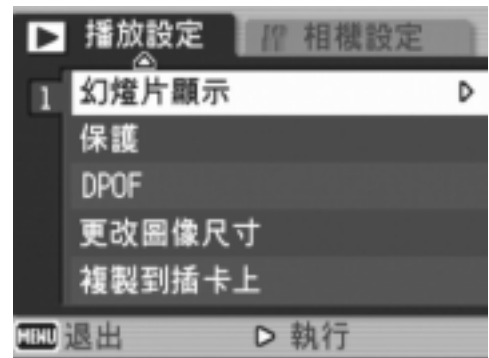 播放設定 相機設定
1 幻燈片顯示
保護
DPOF
更改圖像尺寸
複製到插卡上
MENU 退出 執行